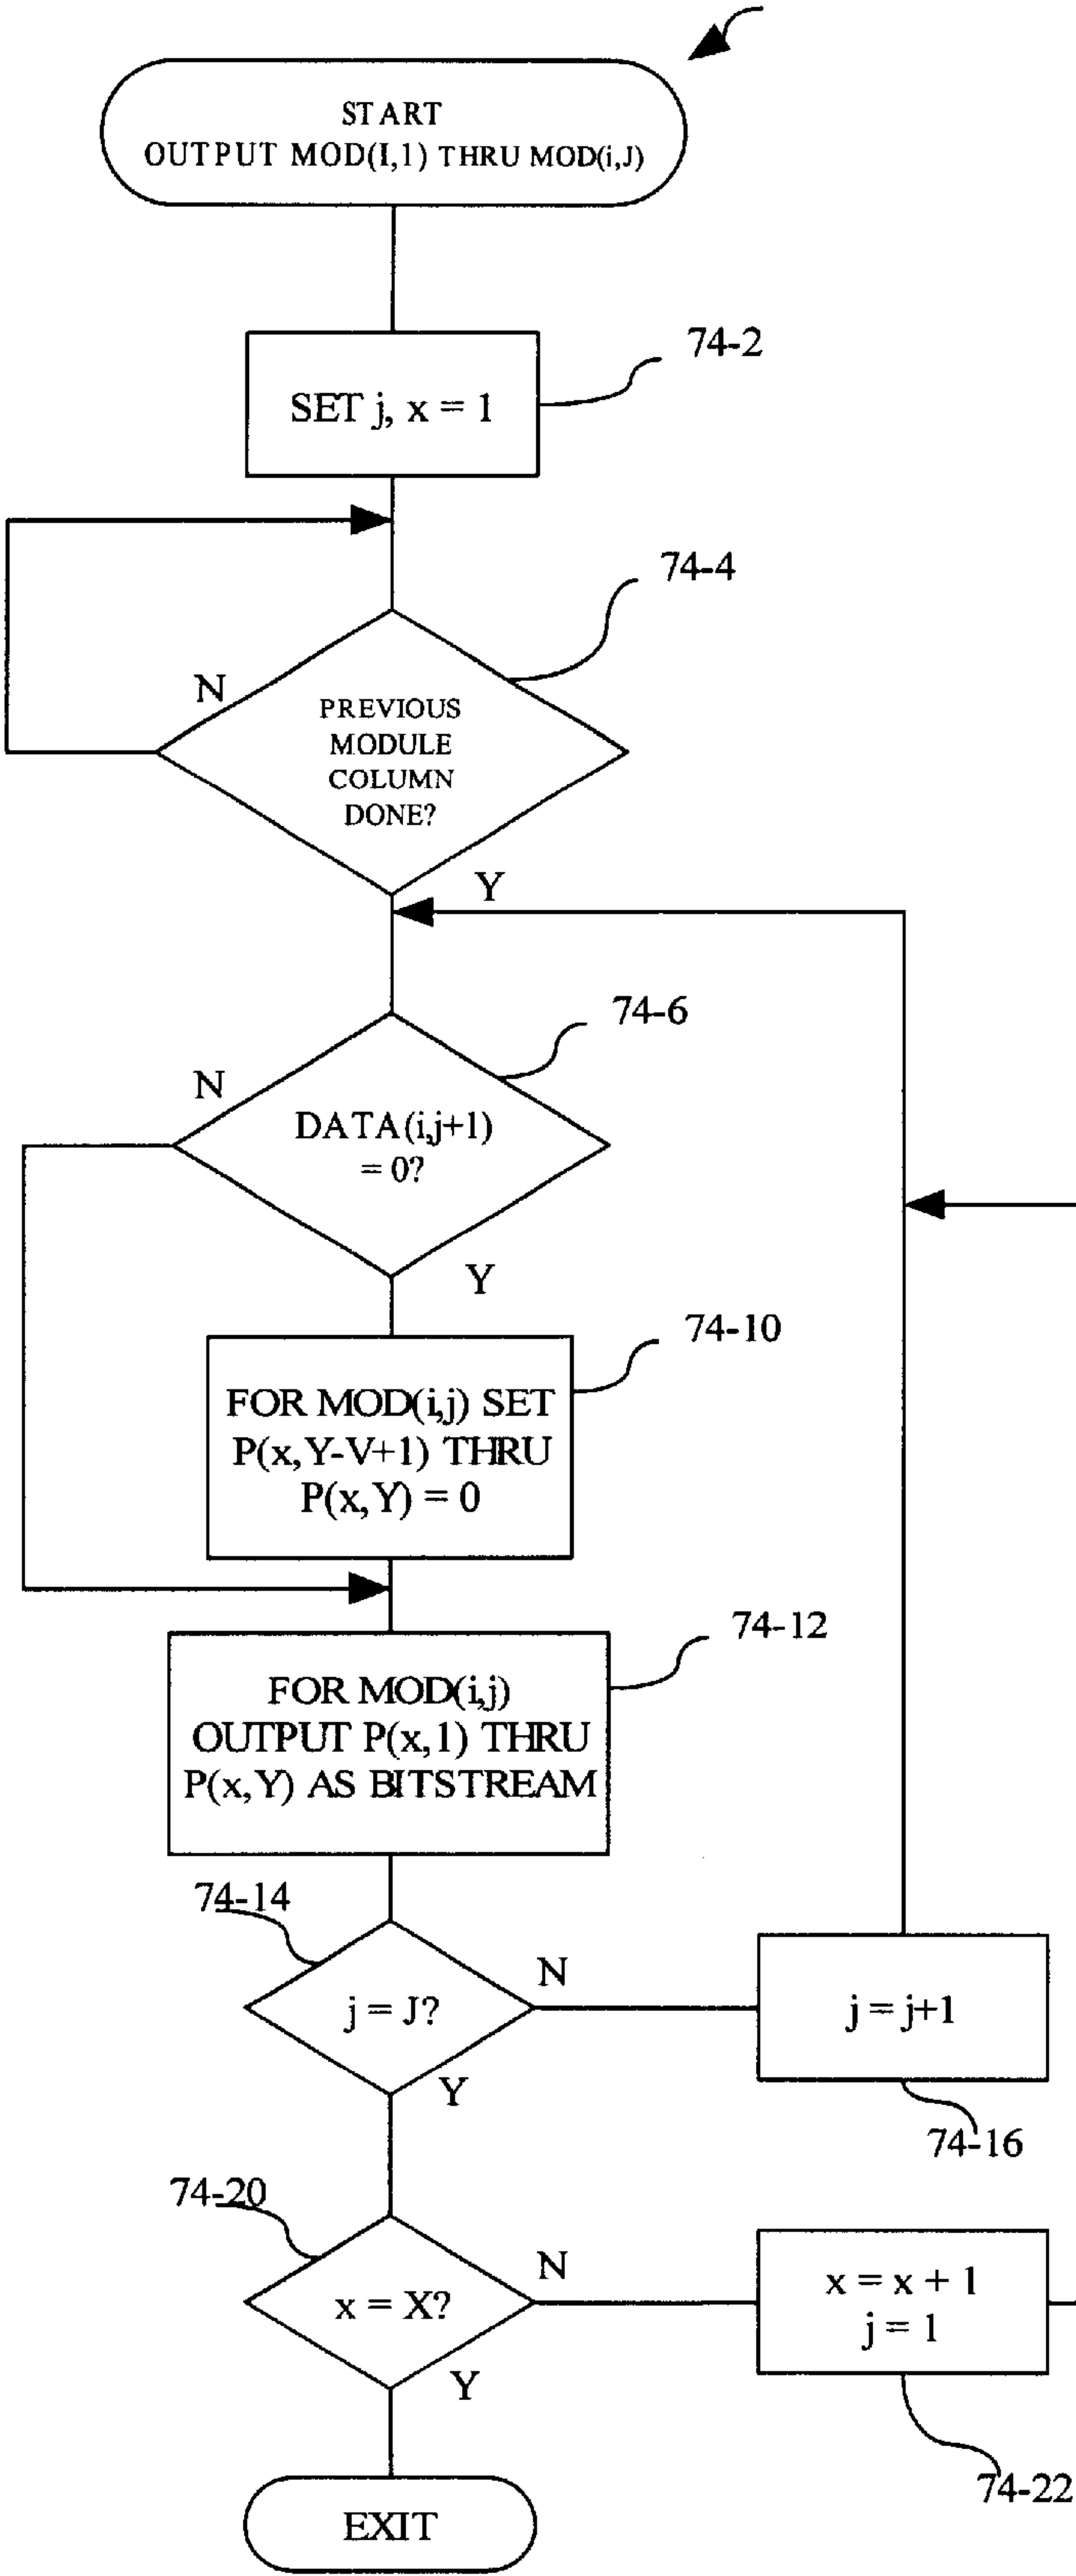 START
OUTPUT MOD(I,1) THRU MOD(i,J)
74-2
SET j, x = 1
74-4
N
PREVIOUS
MODULE
COLUMN
DONE?
Y
74-6
N
DATA(i,j+1)
= 0?
Y
74-10
FOR MOD(i,j) SET
P(x,Y-V+1) THRU
P(x,Y) = 0
74-12
FOR MOD(i,j)
OUTPUT P(x,1) THRU
P(x,Y) AS BITSTREAM
74-14
j = J?
N
j = j+1
Y
74-16
74-20
x = X?
N
x = x + 1
j = 1
Y
74-22
EXIT